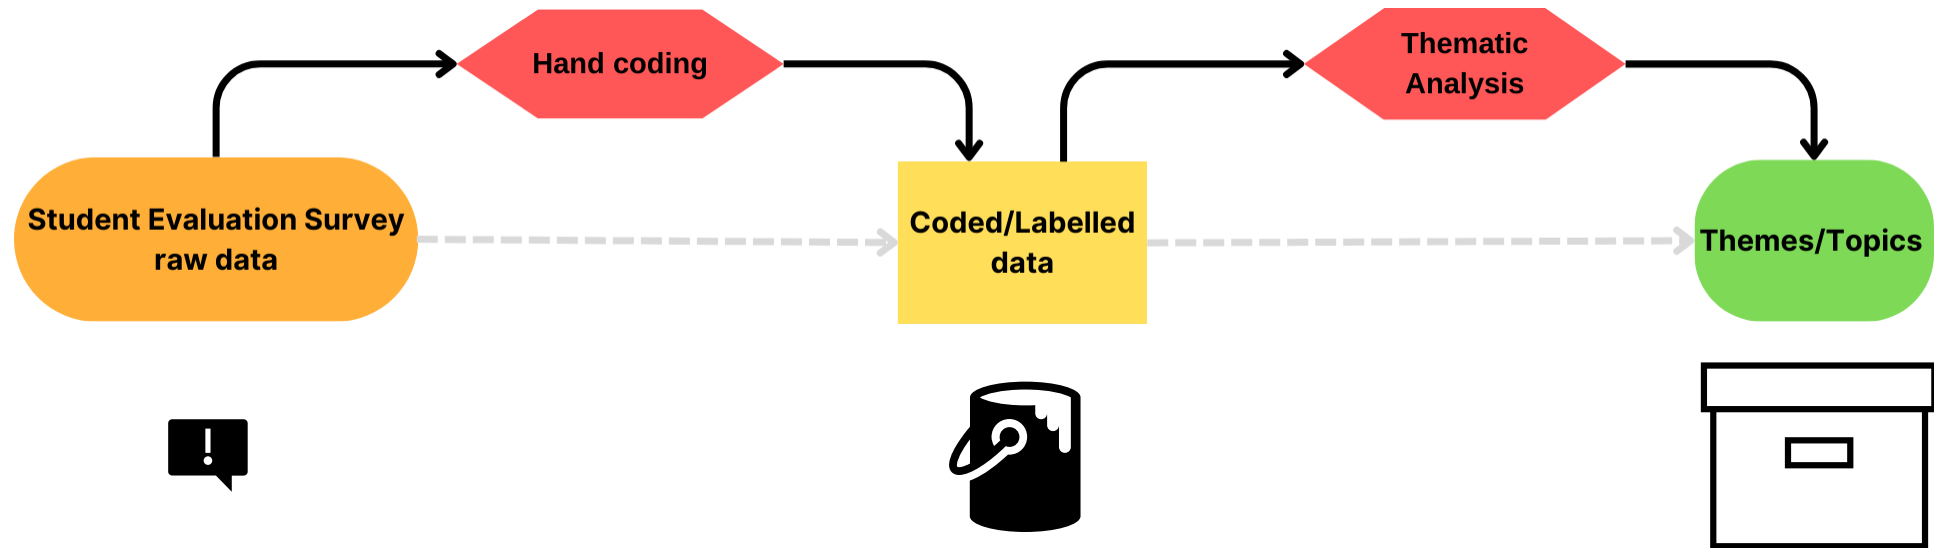 Hand coding
Thematic
Analysis
Student Evaluation Survey
raw data
Coded/Labelled
data
Themes/Topics